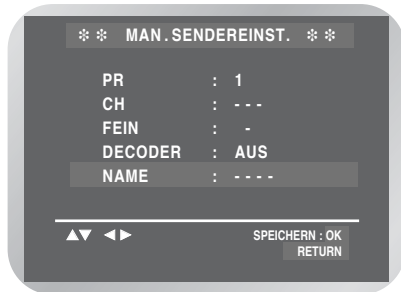 ❇ ❇ MAN.SENDEREINST. ❇ ❇
PR : 1
CH : - - -
FEIN : -
DECODER : AUS
NAME : - - - -
▲▼ ◀▶ SPEICHERN : OK
RETURN